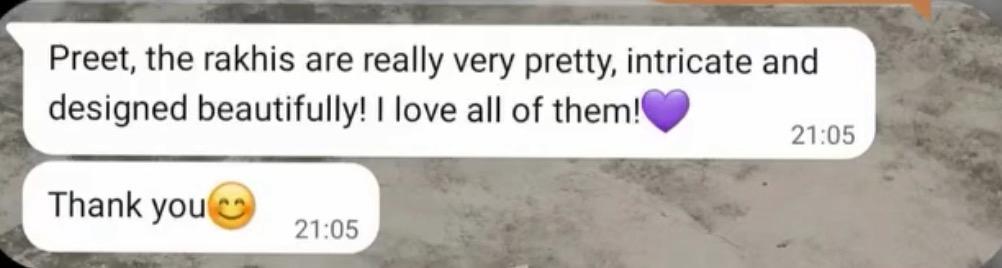 Preet, the rakhis are really very pretty, intricate and
designed beautifully! I love all of them!💜
21:05
Thank you😊
21:05